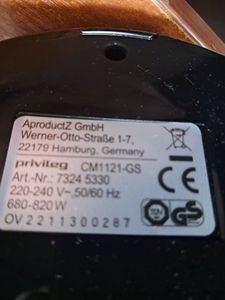 AproductZ GmbH
Werner-Otto-Straße 1-7,
22179 Hamburg, Germany
privileg CM1121-GS
Art.-Nr.: 7324 5330
220-240 V~,50/60 Hz
680-820 W
OV2211300287